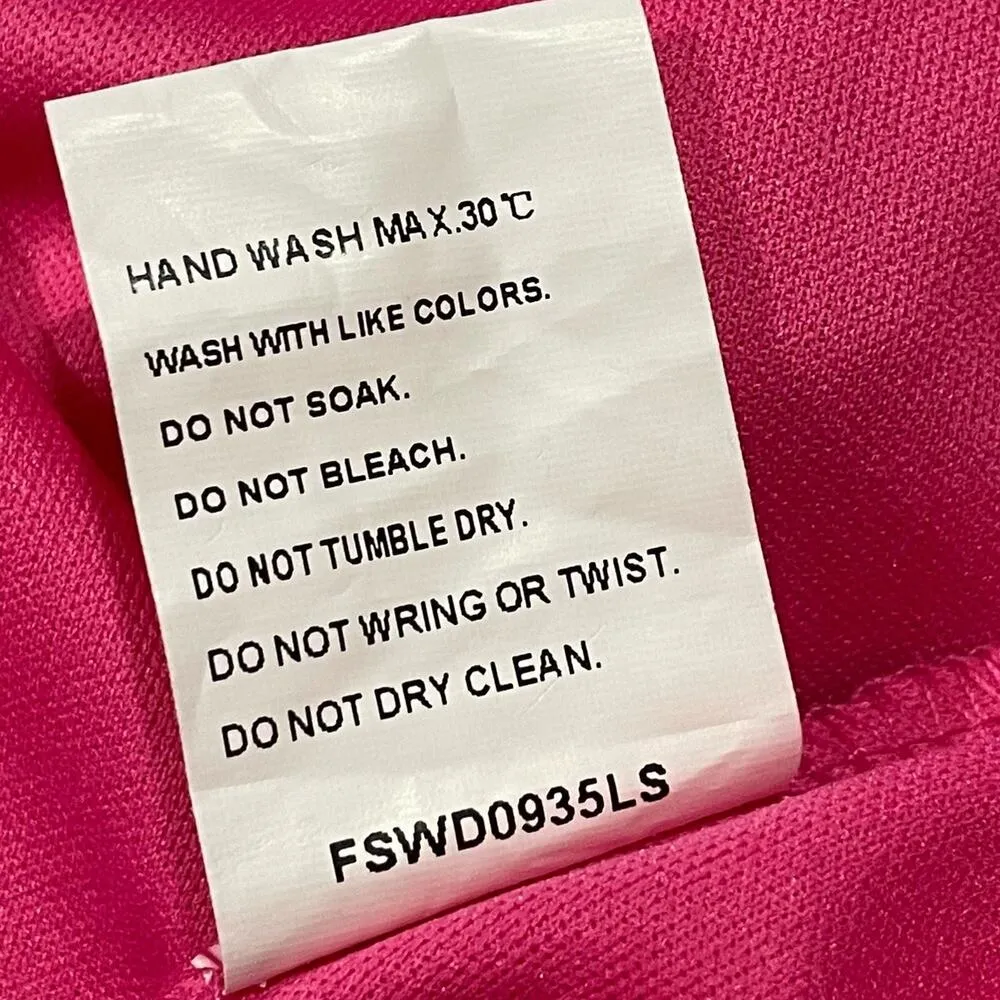 HAND WASH MAX.30℃
WASH WITH LIKE COLORS.
DO NOT SOAK.
DO NOT BLEACH.
DO NOT TUMBLE DRY.
DO NOT WRING OR TWIST.
DO NOT DRY CLEAN.
FSWD0935LS